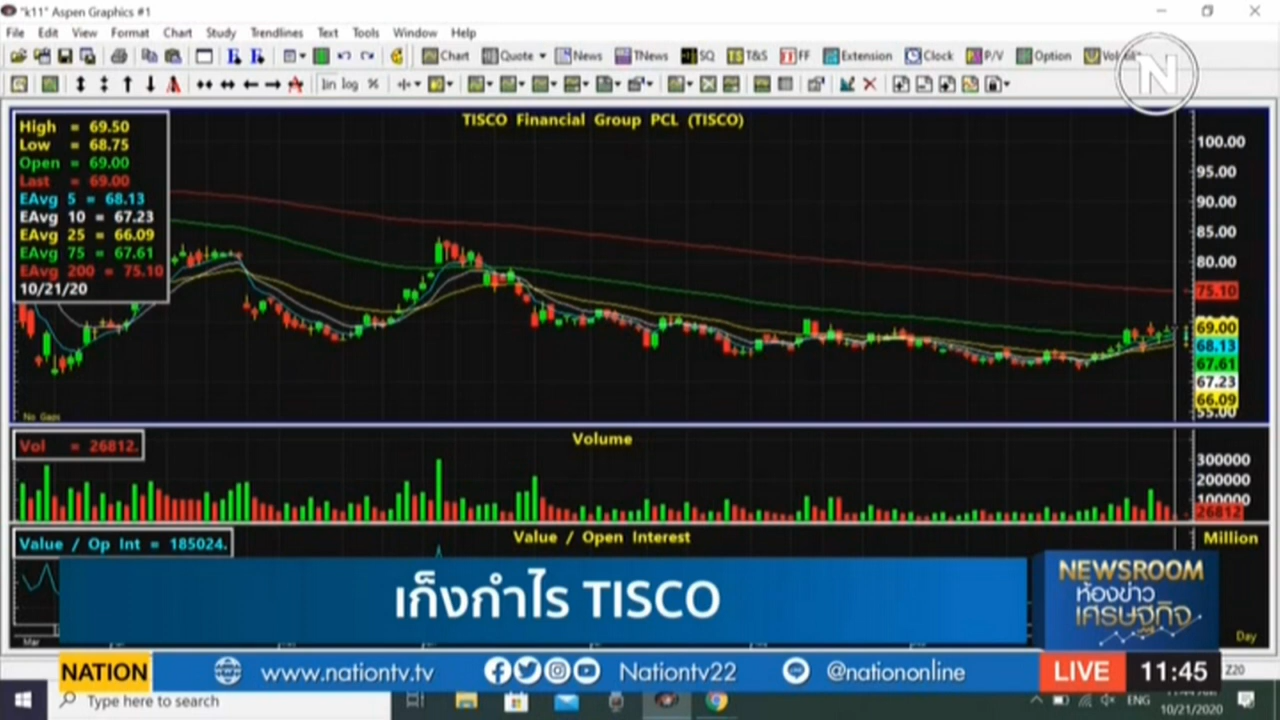 "k11" Aspen Graphics #1
File Edit View Format Chart Study Trendlines Text Tools Window Help
Chart Quote News TNews SQ T&S FF Extension Clock P/V Option
lin log %
N
TISCO Financial Group PCL (TISCO)
High = 69.50
Low = 68.75
Open = 69.00
Last = 69.00
EAvg 5 = 68.13
EAvg 10 = 67.23
EAvg 25 = 66.09
EAvg 75 = 67.61
EAvg 200 = 75.10
10/21/20
100.00
95.00
90.00
85.00
80.00
75.10
69.00
68.13
67.61
67.23
66.09
55.00
No Gaps
Vol = 26812.
Volume
300000
200000
100000
26812
Value / Op Int = 185024.
Value / Open Interest
Million
เก็งกำไร TISCO
NEWSROOM
ห้องข่าว
เศรษฐกิจ
Mar
Day
NATION www.nationtv.tv Nationtv22 @nationonline LIVE 11:45
Z20
Type here to search
ENG
10/21/2020